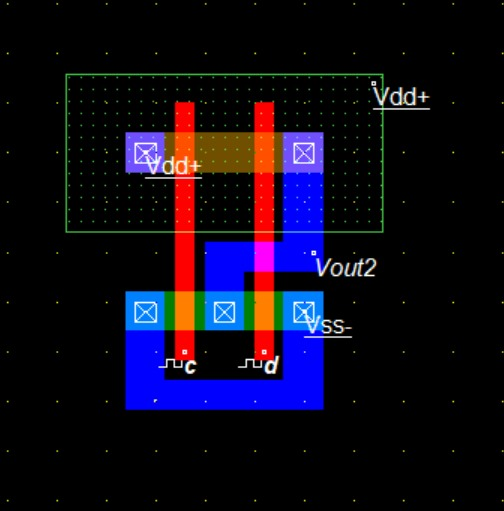 Vdd+
Vdd+
Vout2
Vss-
c
d